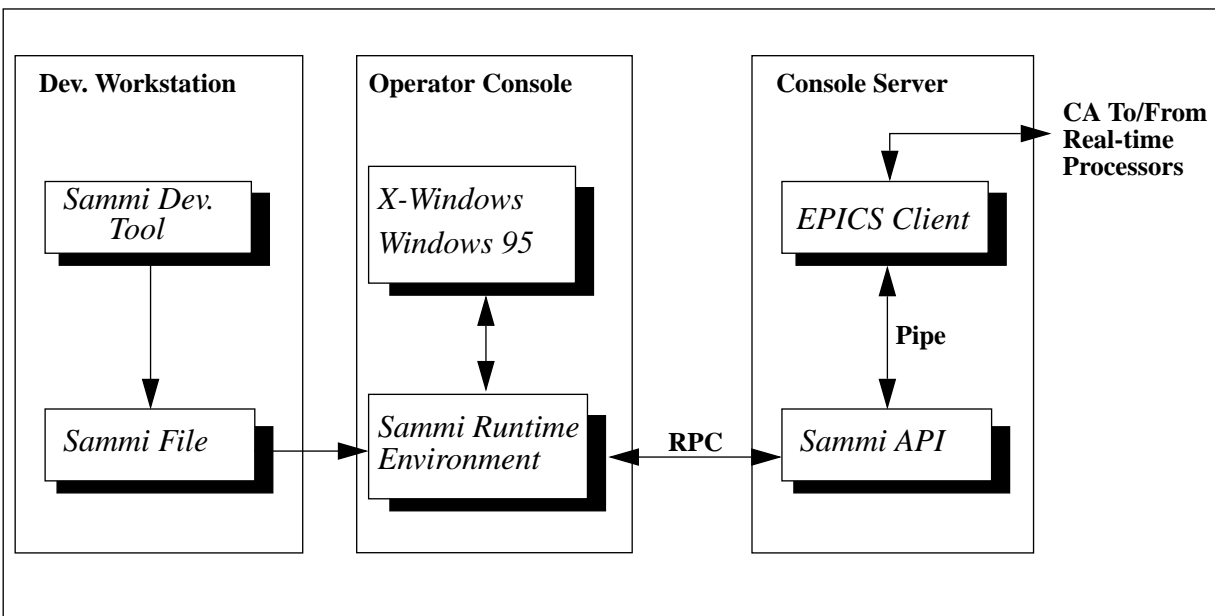 Dev. Workstation
Sammi Dev.
Tool
Sammi File
Operator Console
X-Windows
Windows 95
Sammi Runtime
Environment
RPC
Console Server
CA To/From
Real-time
Processors
EPICS Client
Pipe
Sammi API